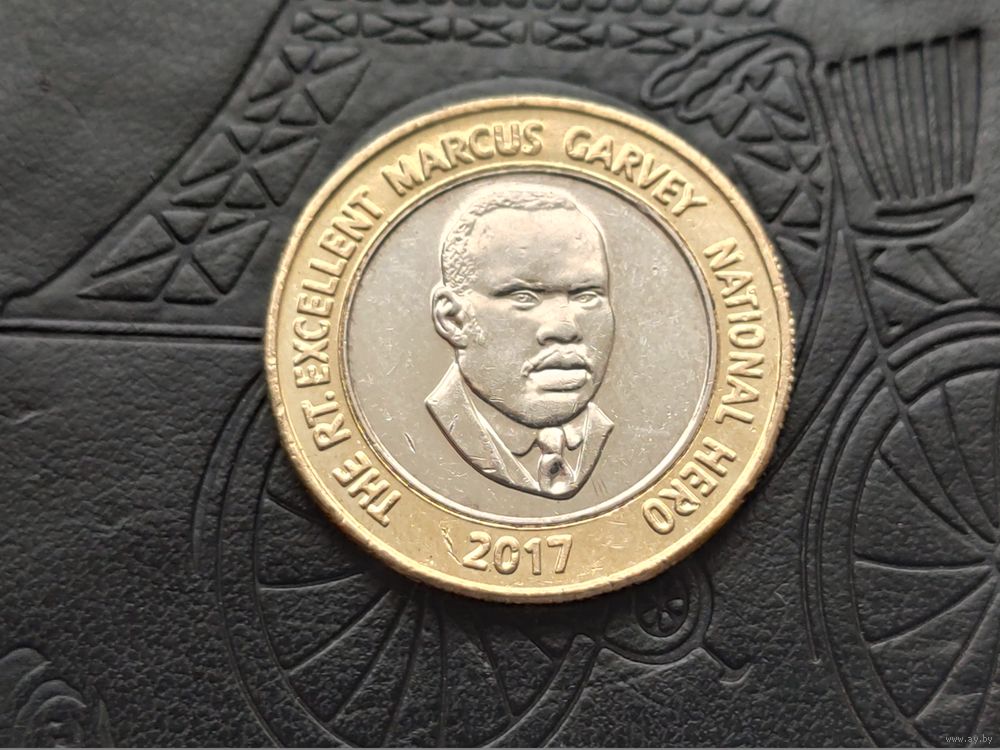 THE RT. EXCELLENT MARCUS GARVEY NATIONAL HERO
2017
www.ay.by